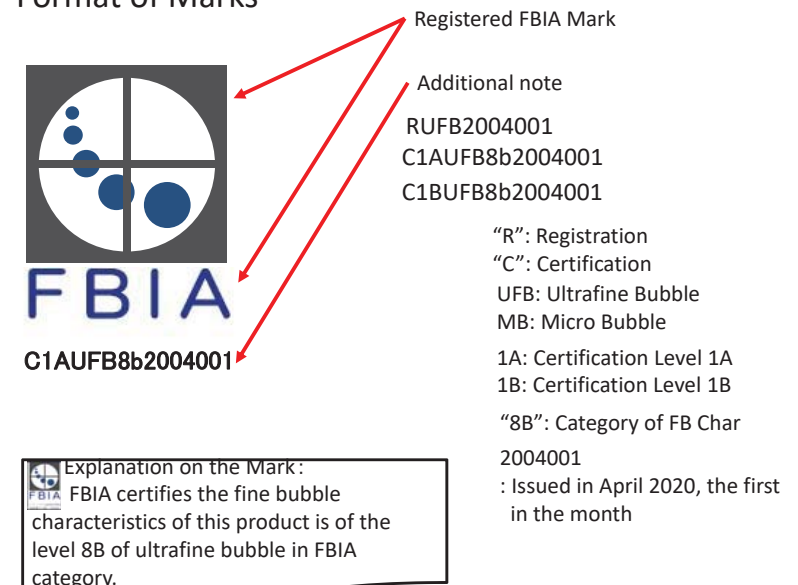 Format of Marks
Registered FBIA Mark
Additional note
RUFB2004001
C1AUFB8b2004001
C1BUFB8b2004001
FBIA
C1AUFB8b2004001
“R”: Registration
“C”: Certification
UFB: Ultrafine Bubble
MB: Micro Bubble
1A: Certification Level 1A
1B: Certification Level 1B
“8B”: Category of FB Char
2004001
: Issued in April 2020, the first
in the month
Explanation on the Mark:
FBIA
FBIA certifies the fine bubble
characteristics of this product is of the
level 8B of ultrafine bubble in FBIA
category.